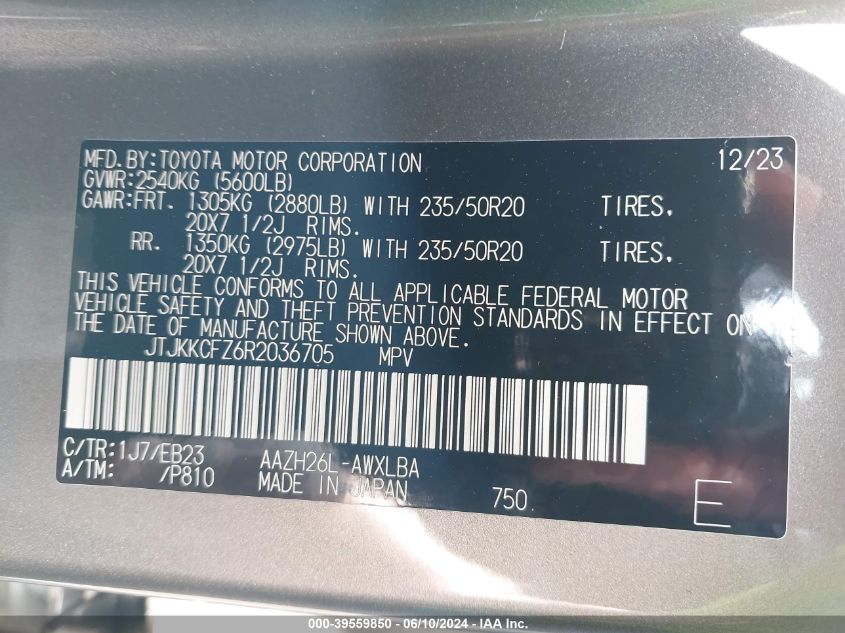 MFD.BY:TOYOTA MOTOR CORPORATION 12/23
GVWR:2540KG (5600LB)
GAWR:FRT. 1305KG (2880LB) WITH 235/50R20 TIRES,
20X7 1/2J RIMS.
RR. 1350KG (2975LB) WITH 235/50R20 TIRES,
20X7 1/2J RIMS.
THIS VEHICLE CONFORMS TO ALL APPLICABLE FEDERAL MOTOR
VEHICLE SAFETY AND THEFT PREVENTION STANDARDS IN EFFECT ON
THE DATE OF MANUFACTURE SHOWN ABOVE.
JTJKKCFZ6R2036705 MPV
C/TR:1J7/EB23 AAZH26L-AWXLBA
A/TM: /P810 MADE IN JAPAN 750 E
000-39559850 / 06/10/2024 - IAA, Inc.